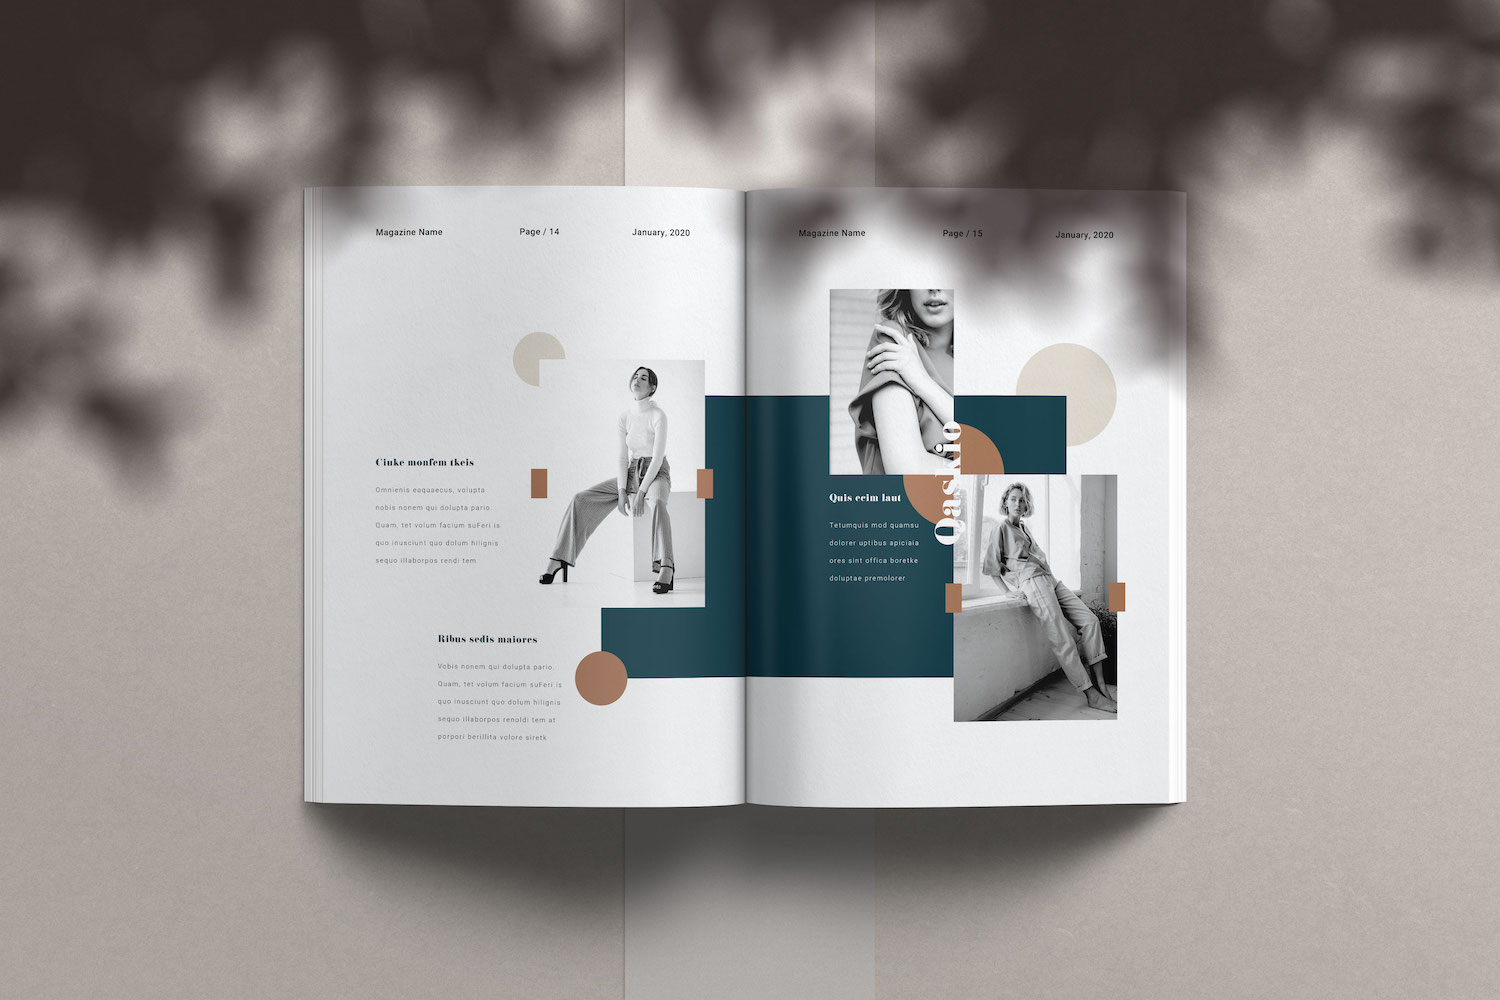 Magazine Name
Page / 14
January, 2020
Ciuke monfem tkeis
Omnienis eaquaecus, volupta
nobis nonem qui dolupta pario.
Quam, tet volum facium suFeri is
quo inusciunt quo dolum hilignis
sequo illaborpos rendi tem
Ribus sedis maiores
Vobis nonem qui dolupta pario.
Quam, tet volum facium suFeri is
quo inusciunt quo dolum hilignis
sequo illaborpos renoldi tem at
porpori berillita volore siretk
Magazine Name
Page / 15
January, 2020
Qaskio
Quis ecim laut
Tetumquis mod quamsu
dolorer uptibus apiciaia
ores sint offica boretke
doluptae premolorer